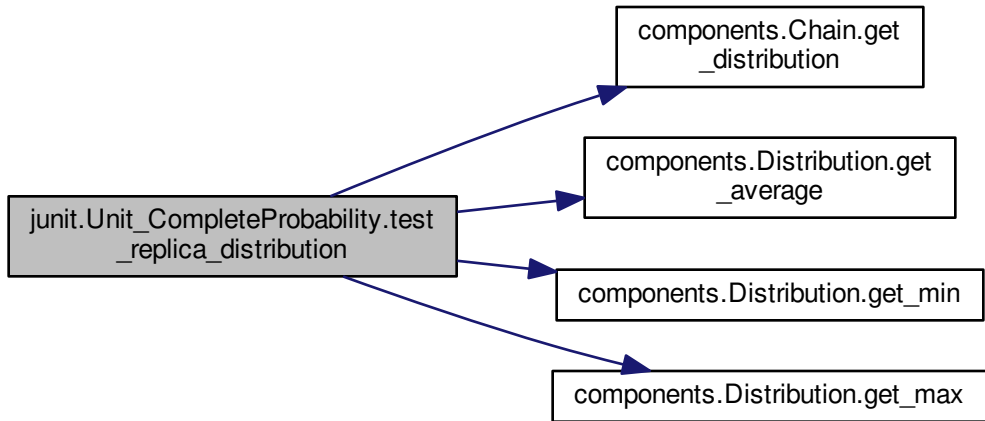 components.Chain.get
_distribution
components.Distribution.get
_average
junit.Unit_CompleteProbability.test
_replica_distribution
components.Distribution.get_min
components.Distribution.get_max